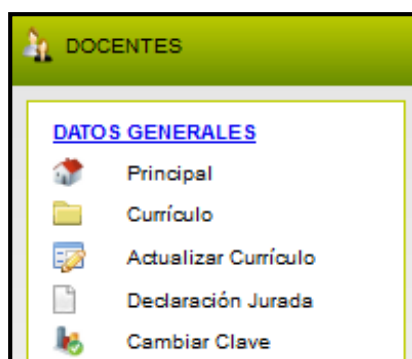 DOCENTES
DATOS GENERALES
Principal
Currículo
Actualizar Currículo
Declaración Jurada
Cambiar Clave